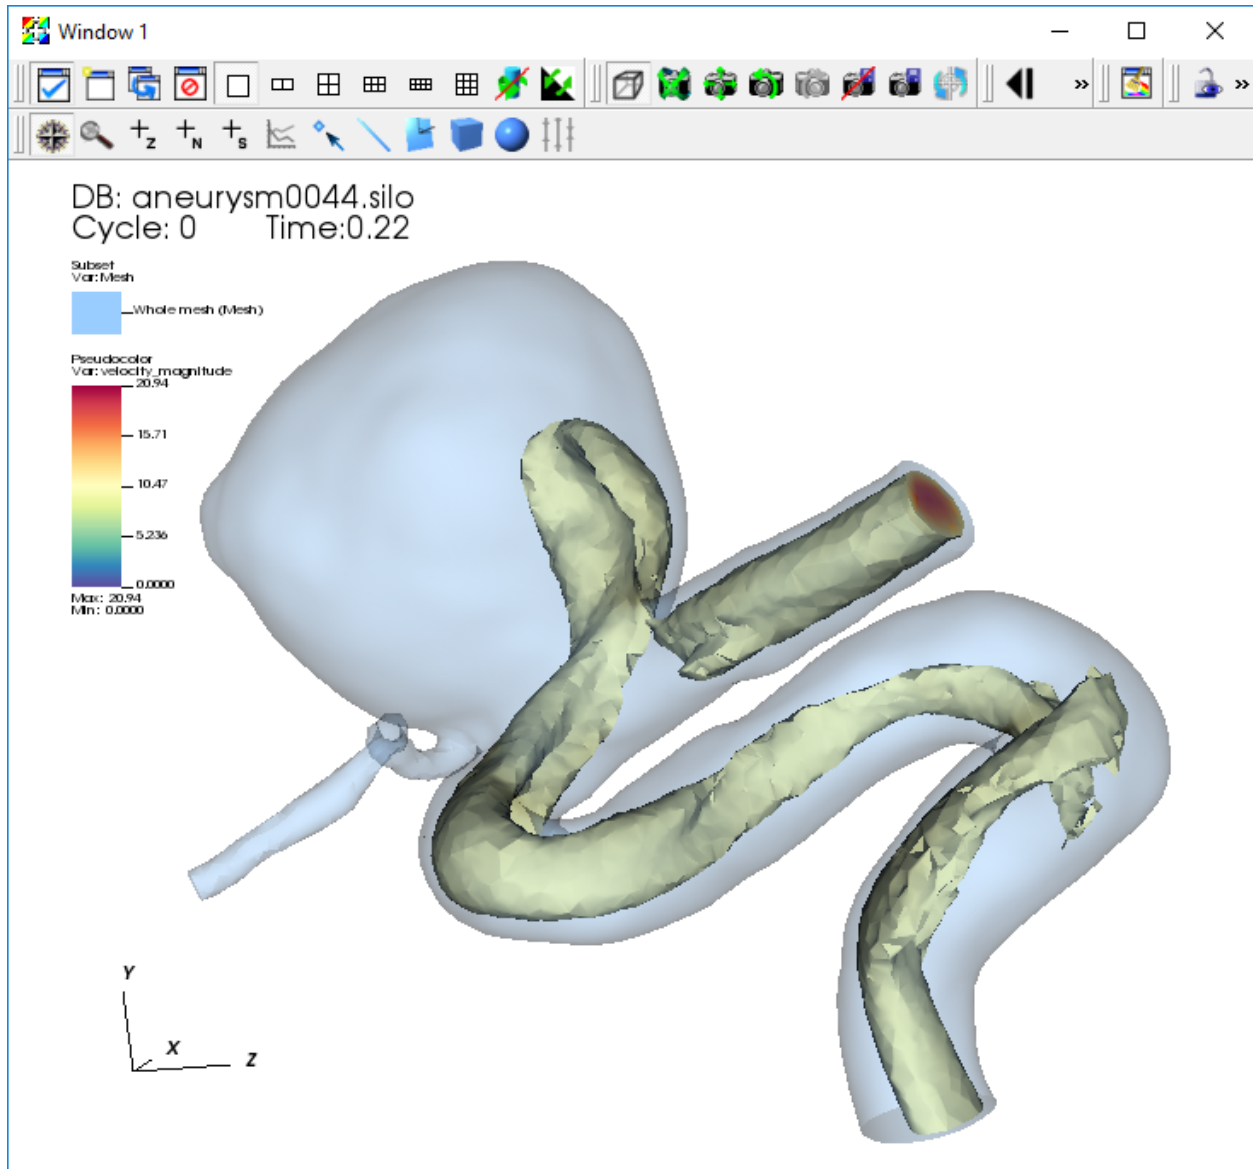 Window 1
Z
N
S
DB: aneurysm0044.silo
Cycle: 0 Time:0.22
Subset
Var: Mesh
Whole mesh (Mesh)
Pseudocolor
Var: velocity_magnitude
20.94
15.71
10.47
5.236
0.0000
Max: 20.94
Min: 0.0000
Y
X
Z